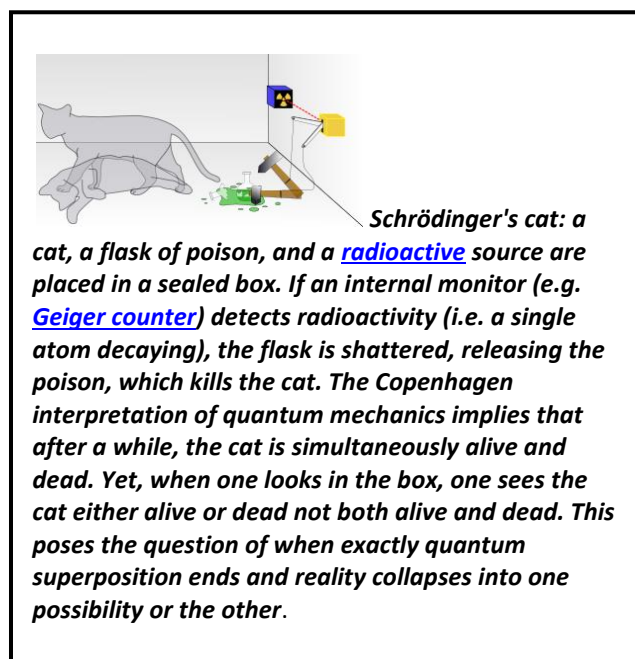 Schrödinger's cat: a
cat, a flask of poison, and a radioactive source are
placed in a sealed box. If an internal monitor (e.g.
Geiger counter) detects radioactivity (i.e. a single
atom decaying), the flask is shattered, releasing the
poison, which kills the cat. The Copenhagen
interpretation of quantum mechanics implies that
after a while, the cat is simultaneously alive and
dead. Yet, when one looks in the box, one sees the
cat either alive or dead not both alive and dead. This
poses the question of when exactly quantum
superposition ends and reality collapses into one
possibility or the other.